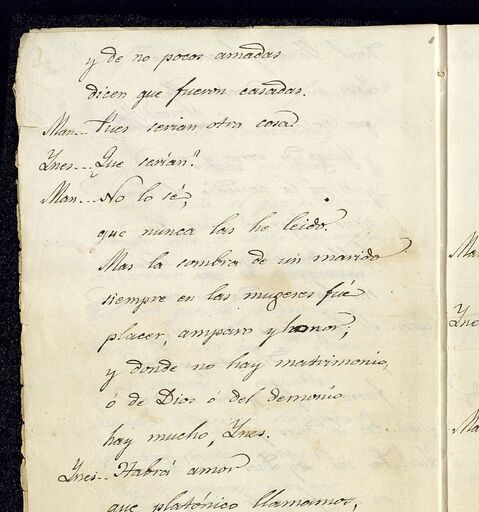 y de no pocas amadas
dicen que fueron casadas.
Man... Pues serian otra cosa.
Ynes... Que serían?
Man... No lo sé,
que nunca las he leido.
Mas la sombra de un marido
siempre en las mugeres fué
placer, amparo y honor;
y donde no hay matrimonio,
ó de Dios ó del demonio
hay mucho, Ynes.
Ynes... Habrá amor
que platónico llamamos,
Ma
Yne
Ma